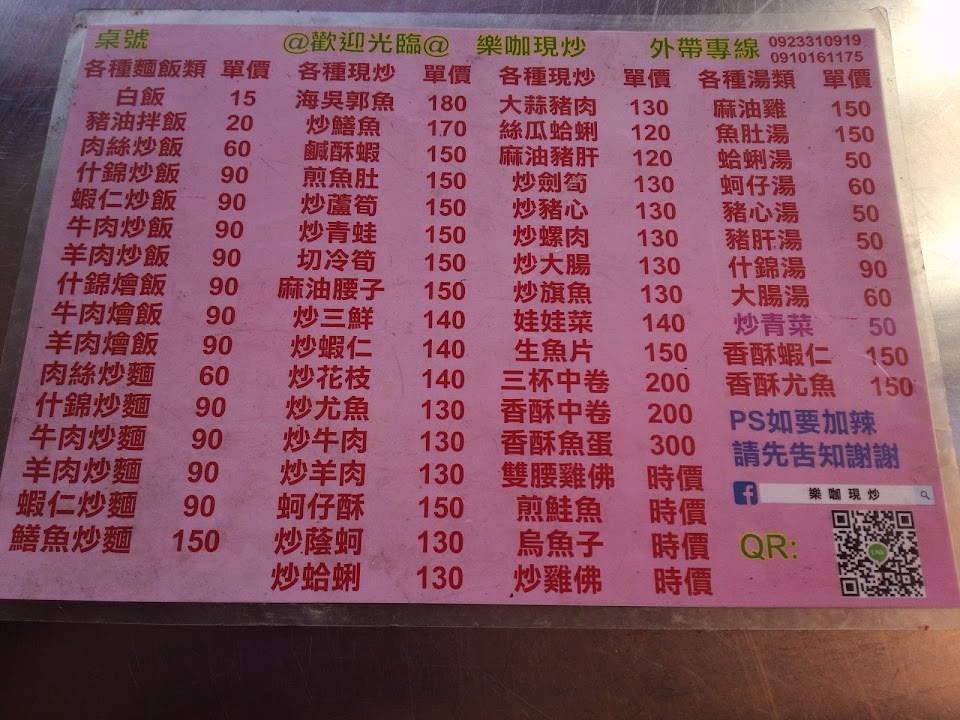 桌號 @歡迎光臨@ 樂咖現炒 外帶專線 0923310919
0910161175
各種麵飯類 單價
白飯 15
豬油拌飯 20
肉絲炒飯 60
什錦炒飯 90
蝦仁炒飯 90
牛肉炒飯 90
羊肉炒飯 90
什錦燴飯 90
牛肉燴飯 90
羊肉燴飯 90
肉絲炒麵 60
什錦炒麵 90
牛肉炒麵 90
羊肉炒麵 90
蝦仁炒麵 90
鱔魚炒麵 150
各種現炒 單價
海吳郭魚 180
炒鱔魚 170
鹹酥蝦 150
煎魚肚 150
炒蘆筍 150
炒青蛙 150
切冷筍 150
麻油腰子 150
炒三鮮 140
炒蝦仁 140
炒花枝 140
炒尤魚 130
炒牛肉 130
炒羊肉 130
蚵仔酥 150
炒蔭蚵 130
炒蛤蜊 130
各種現炒 單價
大蒜豬肉 130
絲瓜蛤蜊 120
麻油豬肝 120
炒劍筍 130
炒豬心 130
炒螺肉 130
炒大腸 130
炒旗魚 130
娃娃菜 140
生魚片 150
三杯中卷 200
香酥中卷 200
香酥魚蛋 300
雙腰雞佛 時價
煎鮭魚 時價
烏魚子 時價
炒雞佛 時價
各種湯類 單價
麻油雞 150
魚肚湯 150
蛤蜊湯 50
蚵仔湯 60
豬心湯 50
豬肝湯 50
什錦湯 90
大腸湯 60
炒青菜 50
香酥蝦仁 150
香酥尤魚 150
PS如要加辣
請先告知謝謝
f 樂咖現炒
QR:
LINE